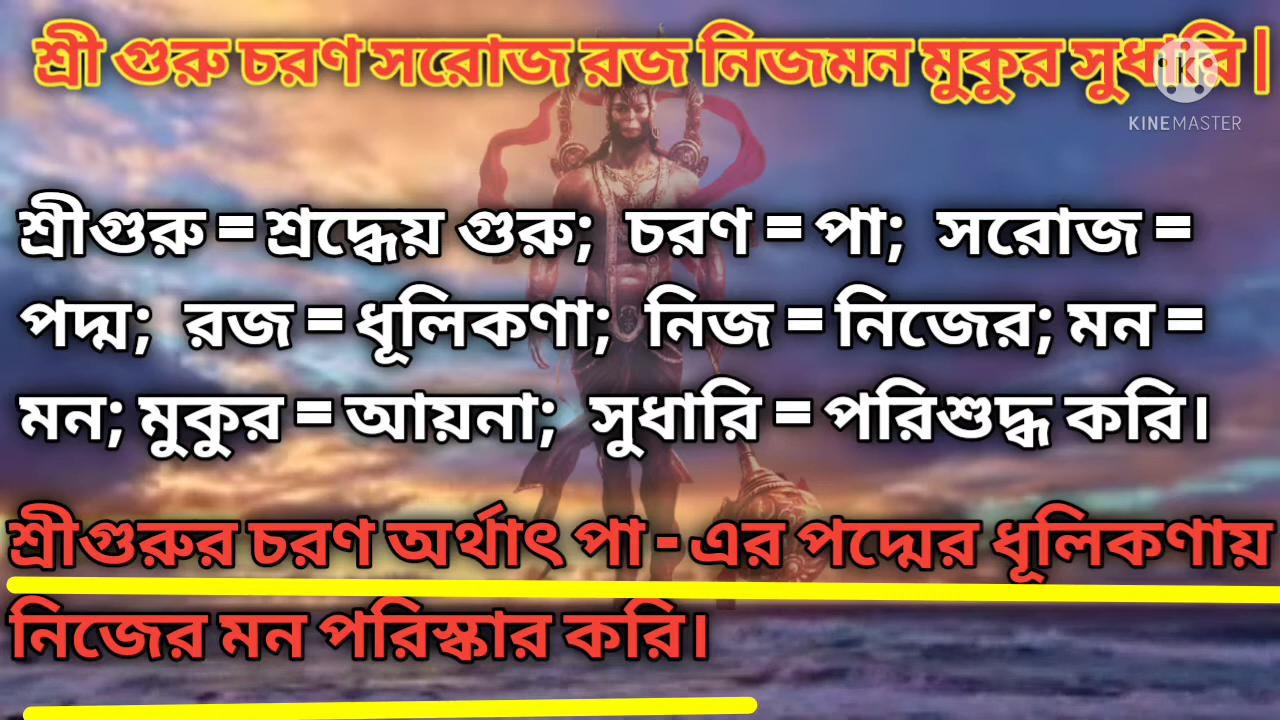 শ্রী গুরু চরণ সরোজ রজ নিজমন মুকুর সুধারি|
KINEMASTER
শ্রীগুরু = শ্রদ্ধেয় গুরু; চরণ = পা; সরোজ =
পদ্ম; রজ = ধূলিকণা; নিজ = নিজের; মন =
মন; মুকুর = আয়না; সুধারি = পরিশুদ্ধ করি।
শ্রীগুরুর চরণ অর্থাৎ পা - এর পদ্মের ধূলিকণায়
নিজের মন পরিস্কার করি।